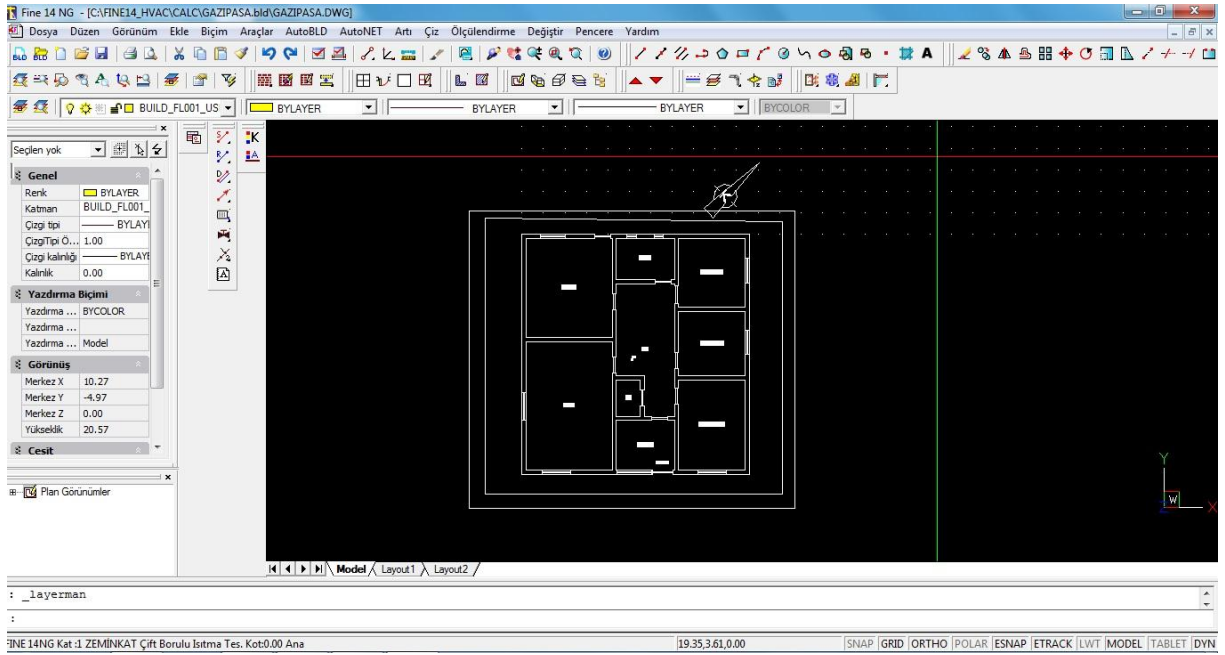 Fine 14 NG - [C:\FINE14_HVAC\CALC\GAZIPASA.bld\GAZIPASA.DWG]
Dosya Düzen Görünüm Ekle Biçim Araçlar AutoBLD AutoNET Artı Çiz Ölçülendirme Değiştir Pencere Yardım
BLD BLD
BUILD_FL001_US BYLAYER BYLAYER BYLAYER BYCOLOR
Seçilen yok
Genel
Renk BYLAYER
Katman BUILD_FL001_
Çizgi tipi BYLAYI
ÇizgiTipi Ö... 1.00
Çizgi kalınlığı BYLAYE
Kalınlık 0.00
Yazdırma Biçimi
Yazdırma ... BYCOLOR
Yazdırma ...
Yazdırma ... Model
Görünüş
Merkez X 10.27
Merkez Y -4.97
Merkez Z 0.00
Yükseklik 20.57
Cesit
Plan Görünümler
Y
W
Z X
Model Layout1 Layout2
: _layerman
:
FINE 14NG Kat :1 ZEMİNKAT Çift Borulu Isıtma Tes. Kot:0.00 Ana 19.35,3.61,0.00 SNAP GRID ORTHO POLAR ESNAP ETRACK LWT MODEL TABLET DYN